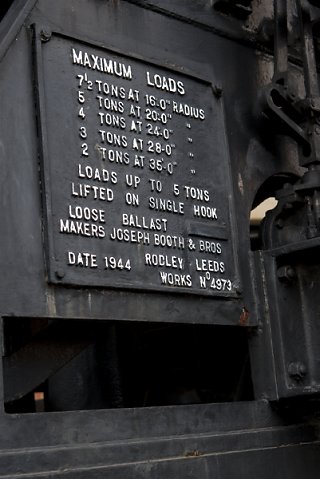 MAXIMUM LOADS
7½ TONS AT 16·0" RADIUS
5 TONS AT 20·0" "
4 TONS AT 24·0" "
3 TONS AT 28·0" "
2 TONS AT 35·0" "
LOADS UP TO 5 TONS
LIFTED ON SINGLE HOOK
LOOSE BALLAST
MAKERS JOSEPH BOOTH & BROS
DATE 1944 RODLEY LEEDS
WORKS Nº 4973